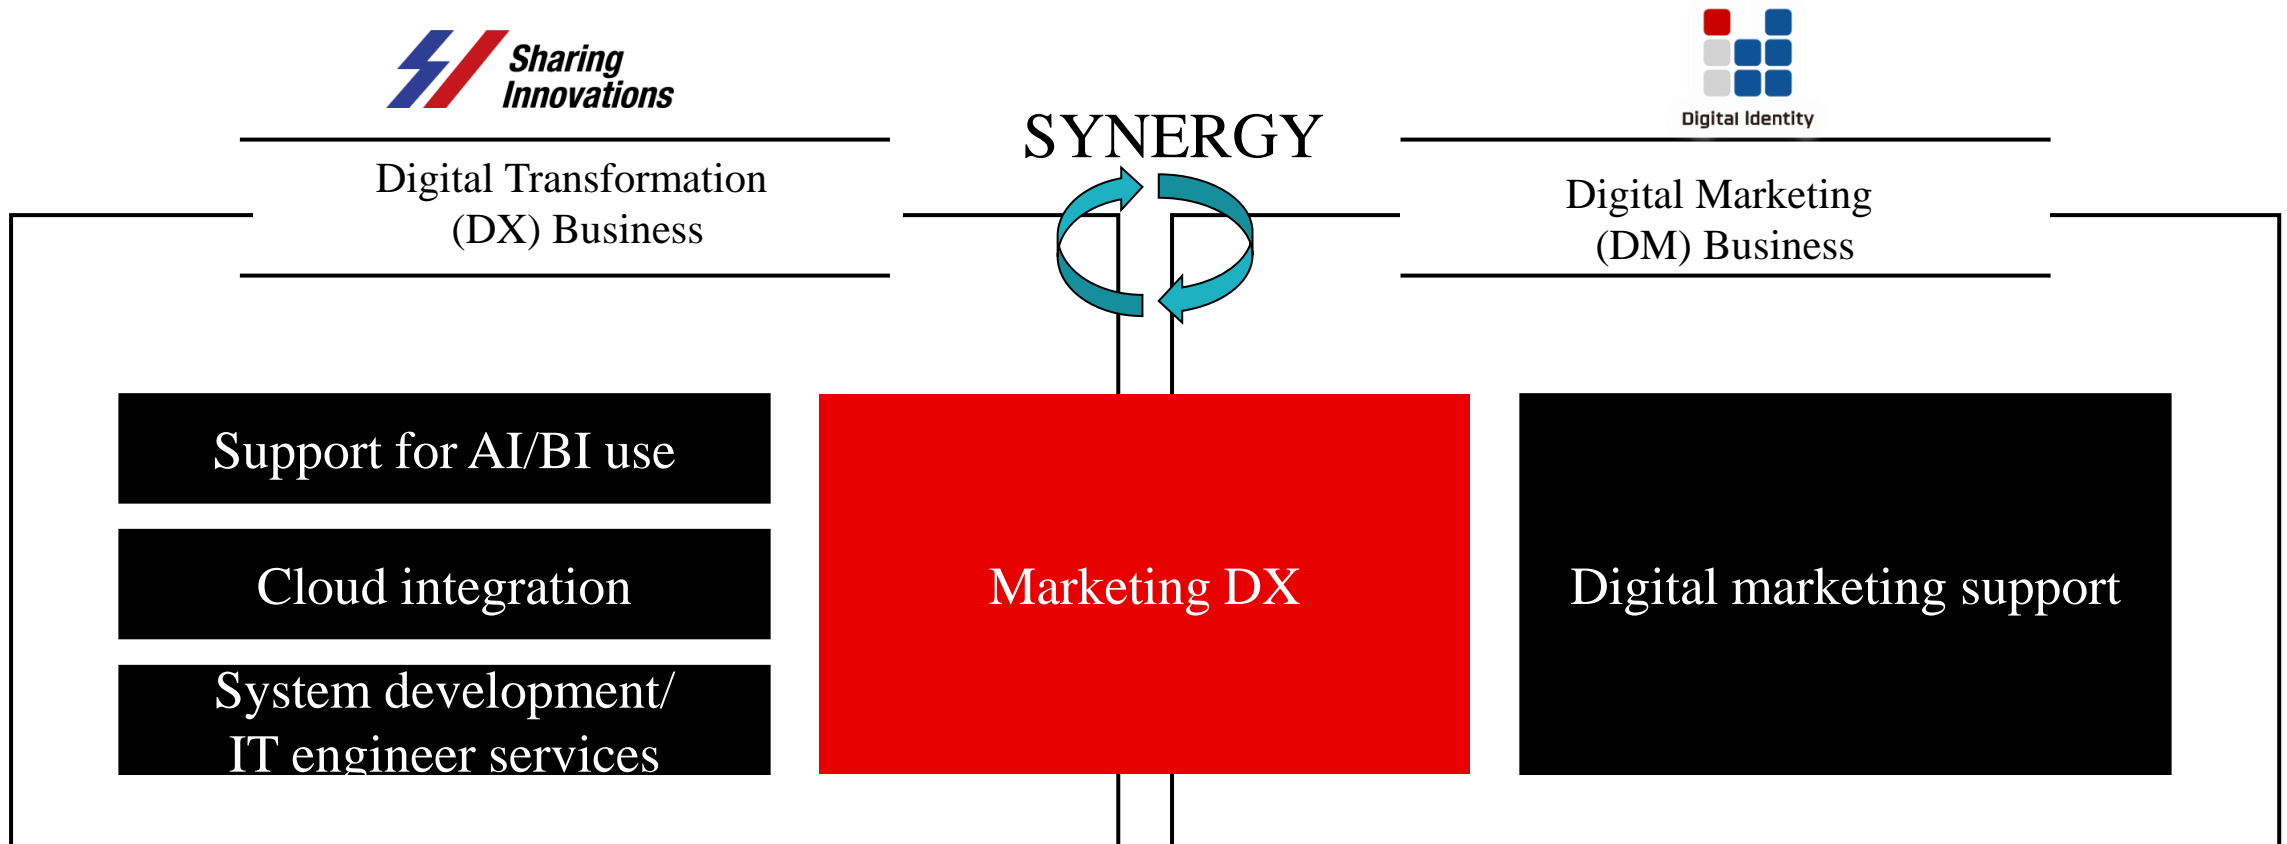 Sharing
Innovations
Digital Identity
SYNERGY
Digital Transformation
(DX) Business
Digital Marketing
(DM) Business
Support for AI/BI use
Cloud integration
System development/
IT engineer services
Marketing DX
Digital marketing support